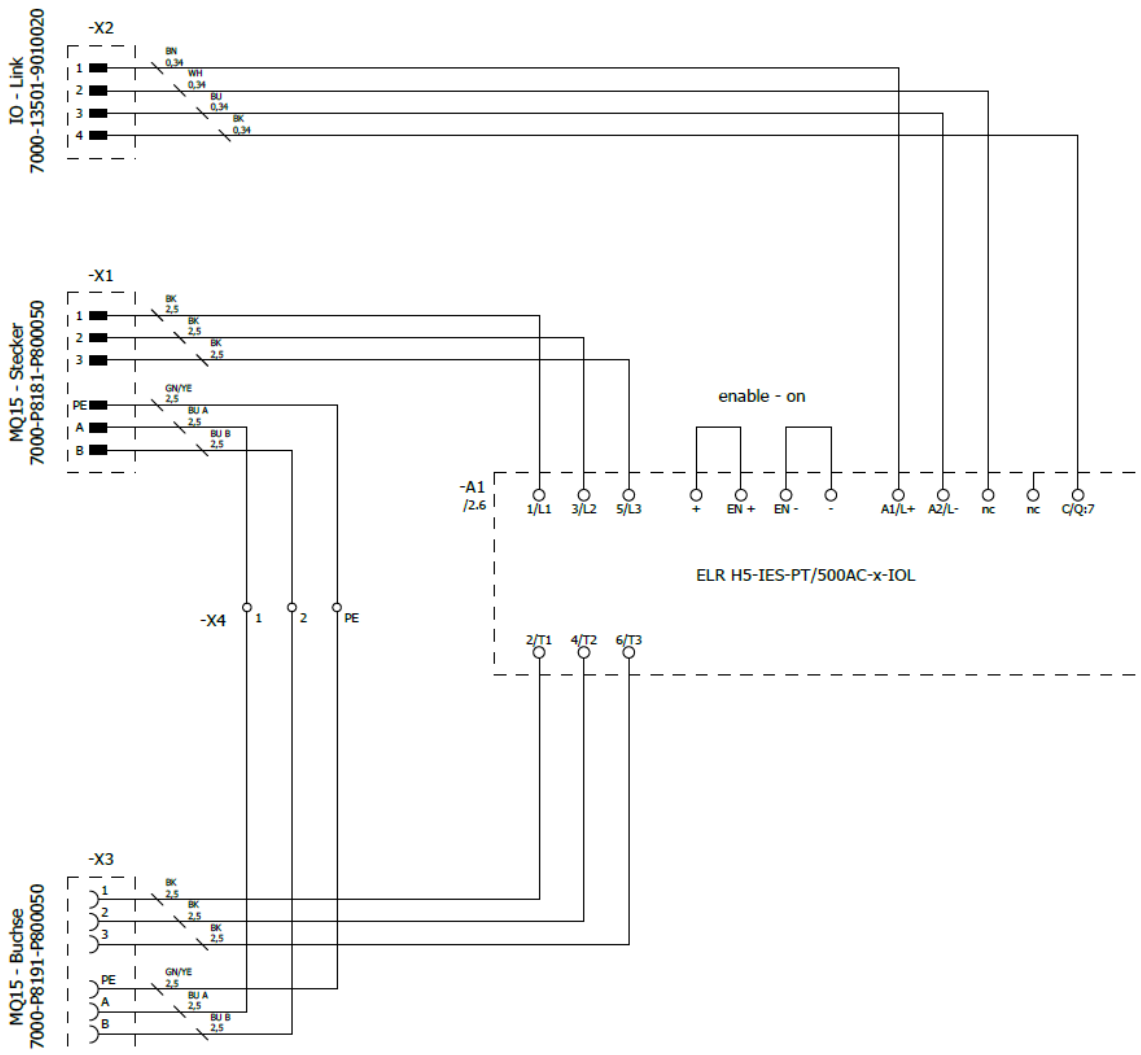 IO - Link
7000-13501-9010020
-X2
1
BN
0,34
2
WH
0,34
3
BU
0,34
4
BK
0,34
MQ15 - Stecker
7000-P8181-P800050
-X1
1
BK
2,5
2
BK
2,5
3
BK
2,5
PE
GN/YE
2,5
A
BU A
2,5
B
BU B
2,5
enable - on
-A1
/2.6
1/L1
3/L2
5/L3
+
EN +
EN -
-
A1/L+
A2/L-
nc
nc
C/Q:7
ELR H5-IES-PT/500AC-x-IOL
-X4
1
2
PE
2/T1
4/T2
6/T3
MQ15 - Buchse
7000-P8191-P800050
-X3
1
BK
2,5
2
BK
2,5
3
BK
2,5
PE
GN/YE
2,5
A
BU A
2,5
B
BU B
2,5